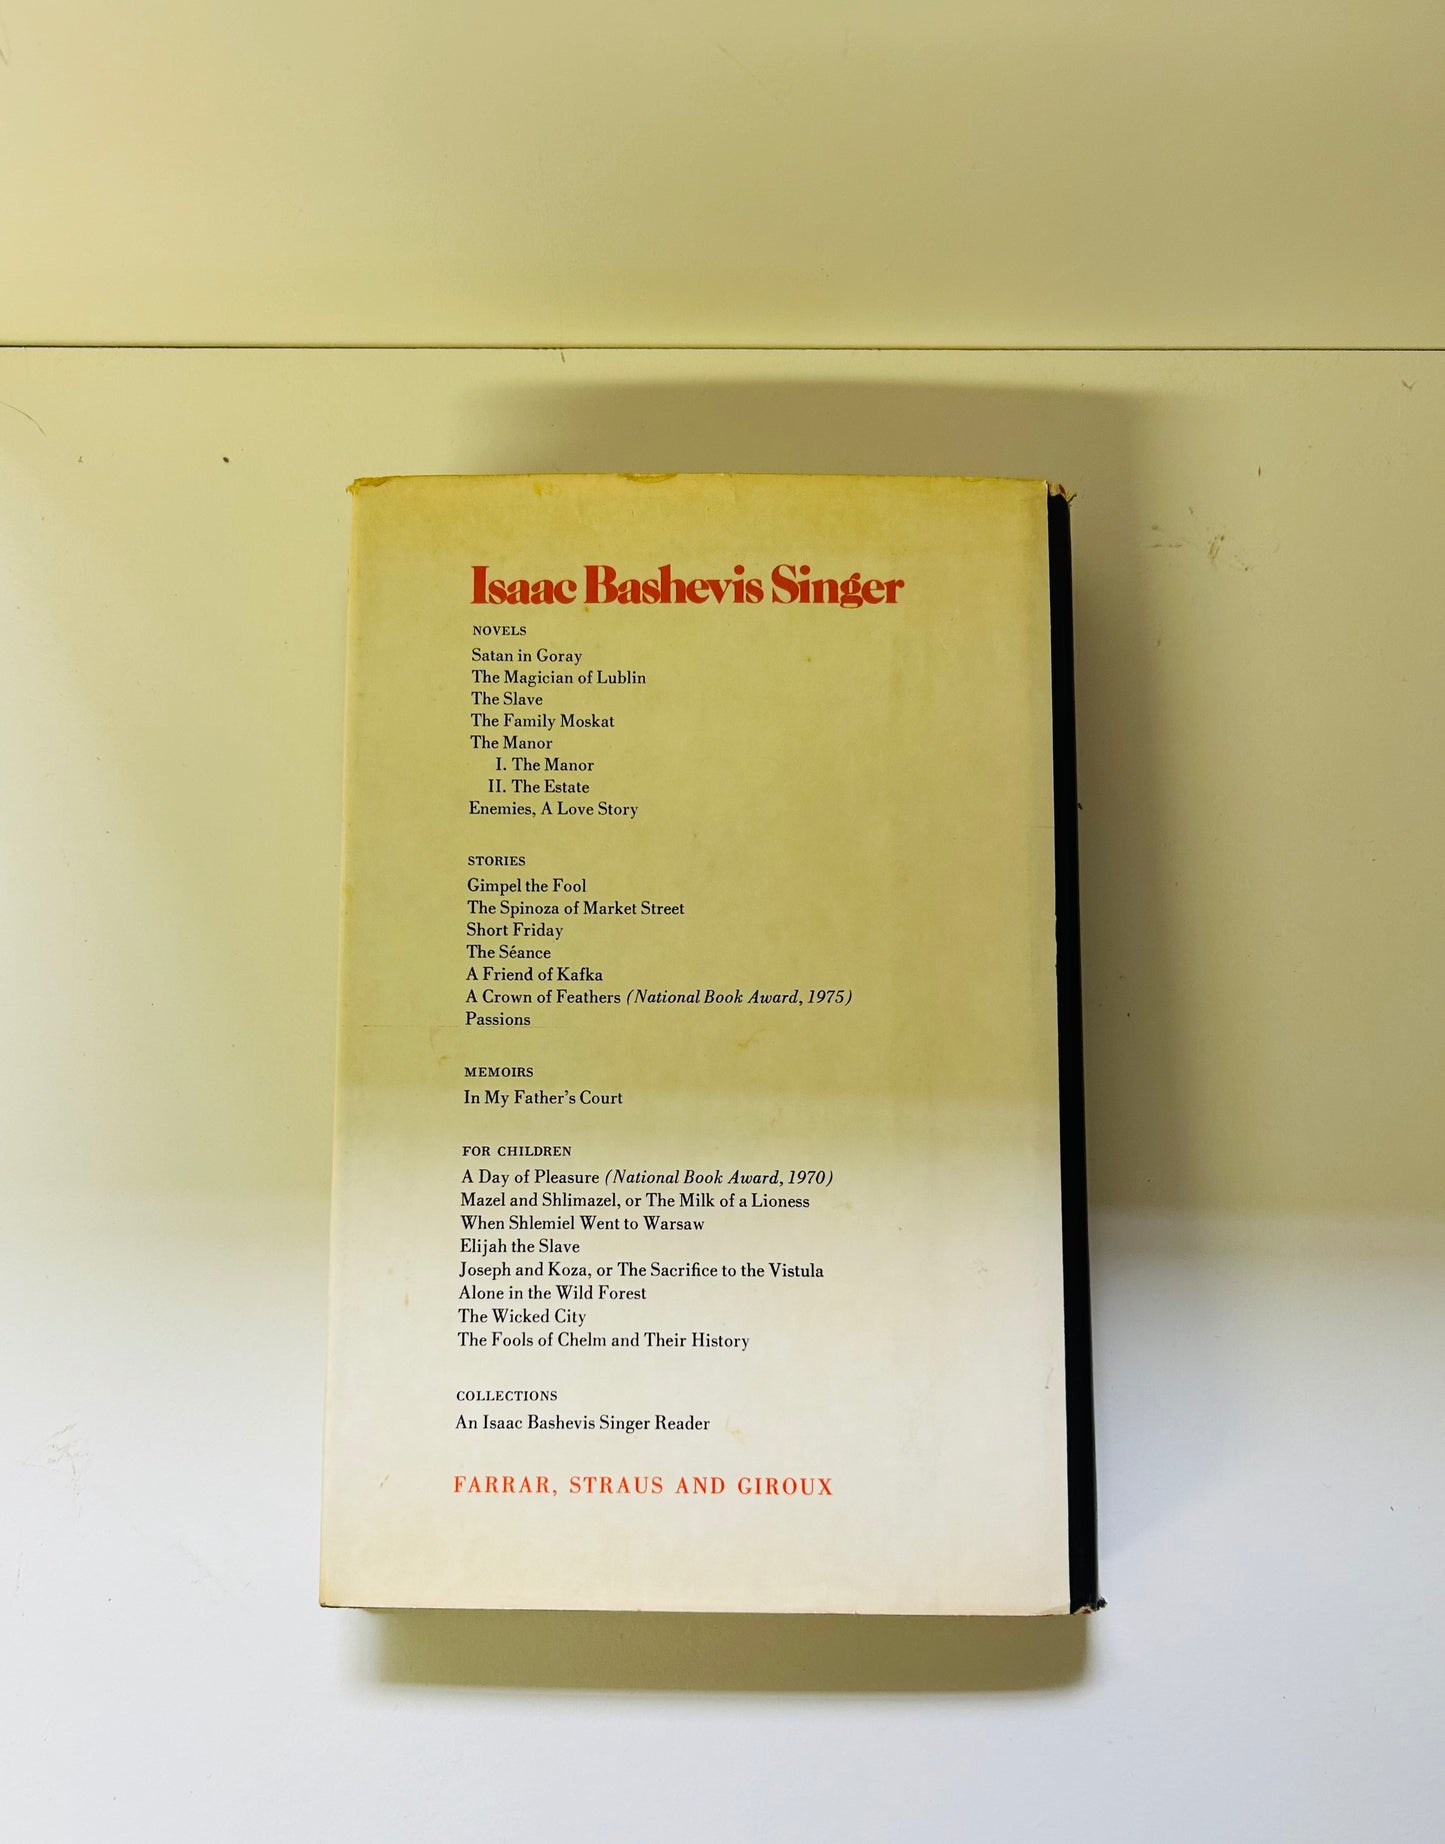 Isaac Bashevis Singer
NOVELS
Satan in Goray
The Magician of Lublin
The Slave
The Family Moskat
The Manor
I. The Manor
II. The Estate
Enemies, A Love Story
STORIES
Gimpel the Fool
The Spinoza of Market Street
Short Friday
The Séance
A Friend of Kafka
A Crown of Feathers (National Book Award, 1975)
Passions
MEMOIRS
In My Father's Court
FOR CHILDREN
A Day of Pleasure (National Book Award, 1970)
Mazel and Shlimazel, or The Milk of a Lioness
When Shlemiel Went to Warsaw
Elijah the Slave
Joseph and Koza, or The Sacrifice to the Vistula
Alone in the Wild Forest
The Wicked City
The Fools of Chelm and Their History
COLLECTIONS
An Isaac Bashevis Singer Reader
FARRAR, STRAUS AND GIROUX